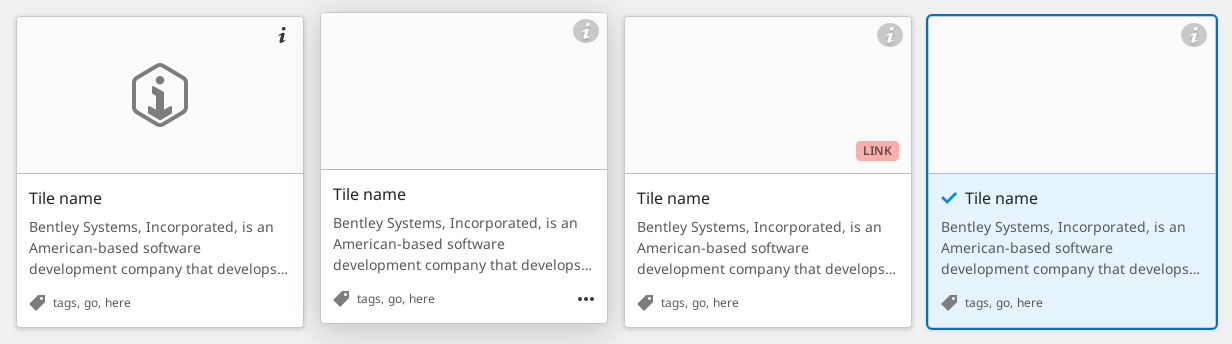 Tile name
Bentley Systems, Incorporated, is an
American-based software
development company that develops...
tags, go, here
Tile name
Bentley Systems, Incorporated, is an
American-based software
development company that develops...
tags, go, here
LINK
Tile name
Bentley Systems, Incorporated, is an
American-based software
development company that develops...
tags, go, here
Tile name
Bentley Systems, Incorporated, is an
American-based software
development company that develops...
tags, go, here